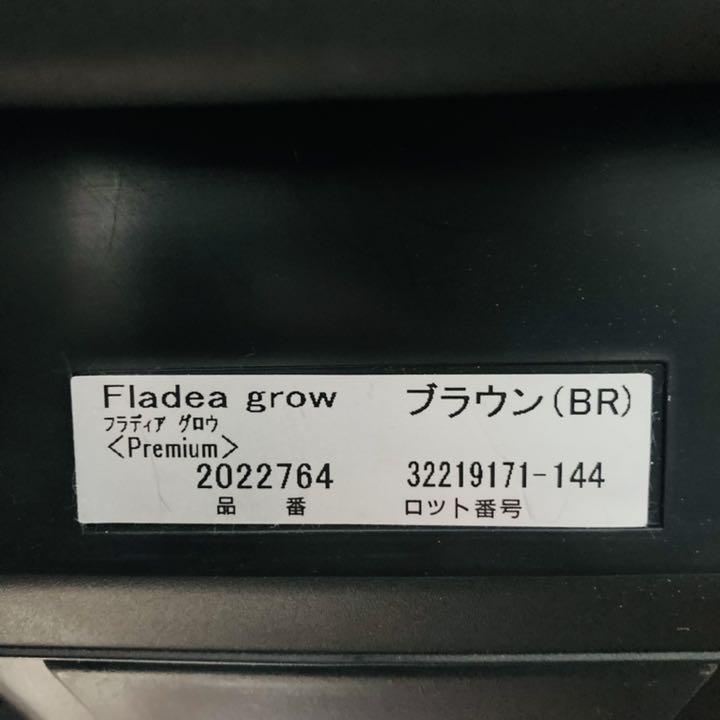 Fladea grow ブラウン(BR)
フラディア グロウ
<Premium>
2022764 32219171-144
品 番 ロット番号